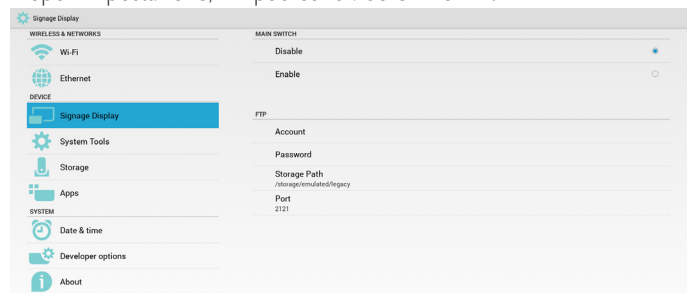 Signage Display
WIRELESS & NETWORKS
Wi-Fi
Ethernet
DEVICE
Signage Display
System Tools
Storage
Apps
SYSTEM
Date & time
Developer options
About
MAIN SWITCH
Disable
Enable
FTP
Account
Password
Storage Path
/storage/emulated/legacy
Port
2121